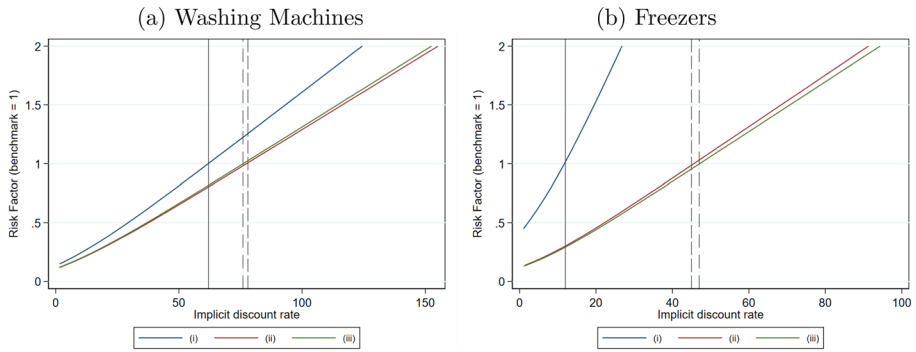 (a) Washing Machines
Risk Factor (benchmark = 1)
2
1.5
1
.5
0
0 50 100 150
Implicit discount rate
(i) (ii) (iii)
(b) Freezers
Risk Factor (benchmark = 1)
2
1.5
1
.5
0
0 20 40 60 80 100
Implicit discount rate
(i) (ii) (iii)